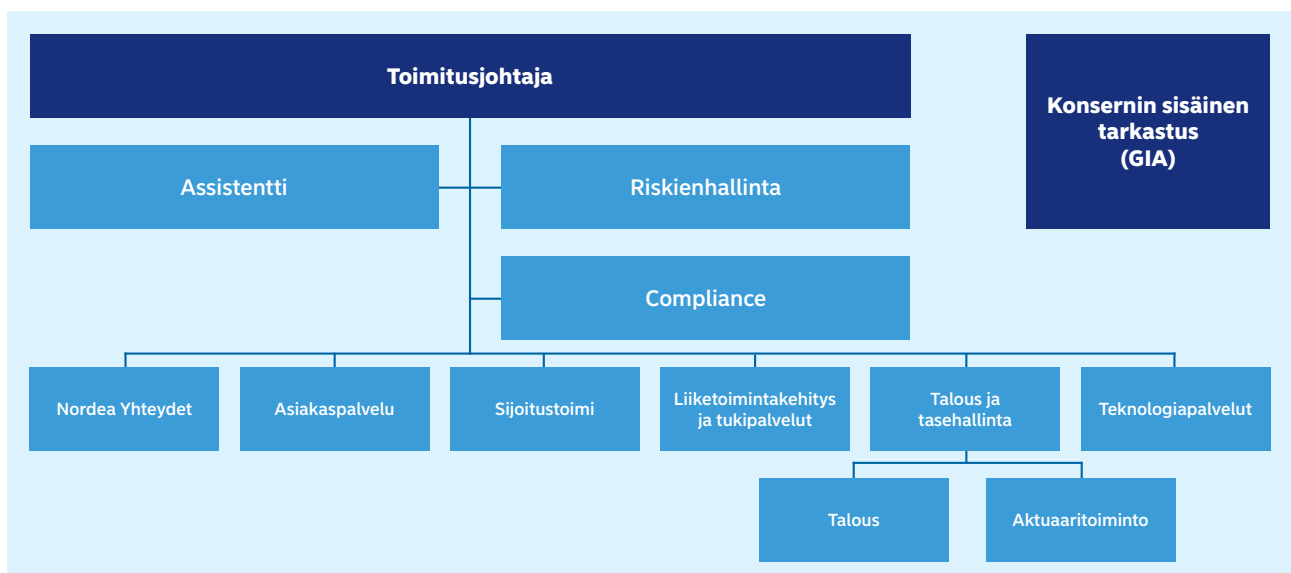 Toimitusjohtaja
Konsernin sisäinen
tarkastus
(GIA)
Assistentti
Riskienhallinta
Compliance
Nordea Yhteydet
Asiakaspalvelu
Sijoitustoimi
Liiketoimintakehitys
ja tukipalvelut
Talous ja
tasehallinta
Teknologiapalvelut
Talous
Aktuaaritoiminto